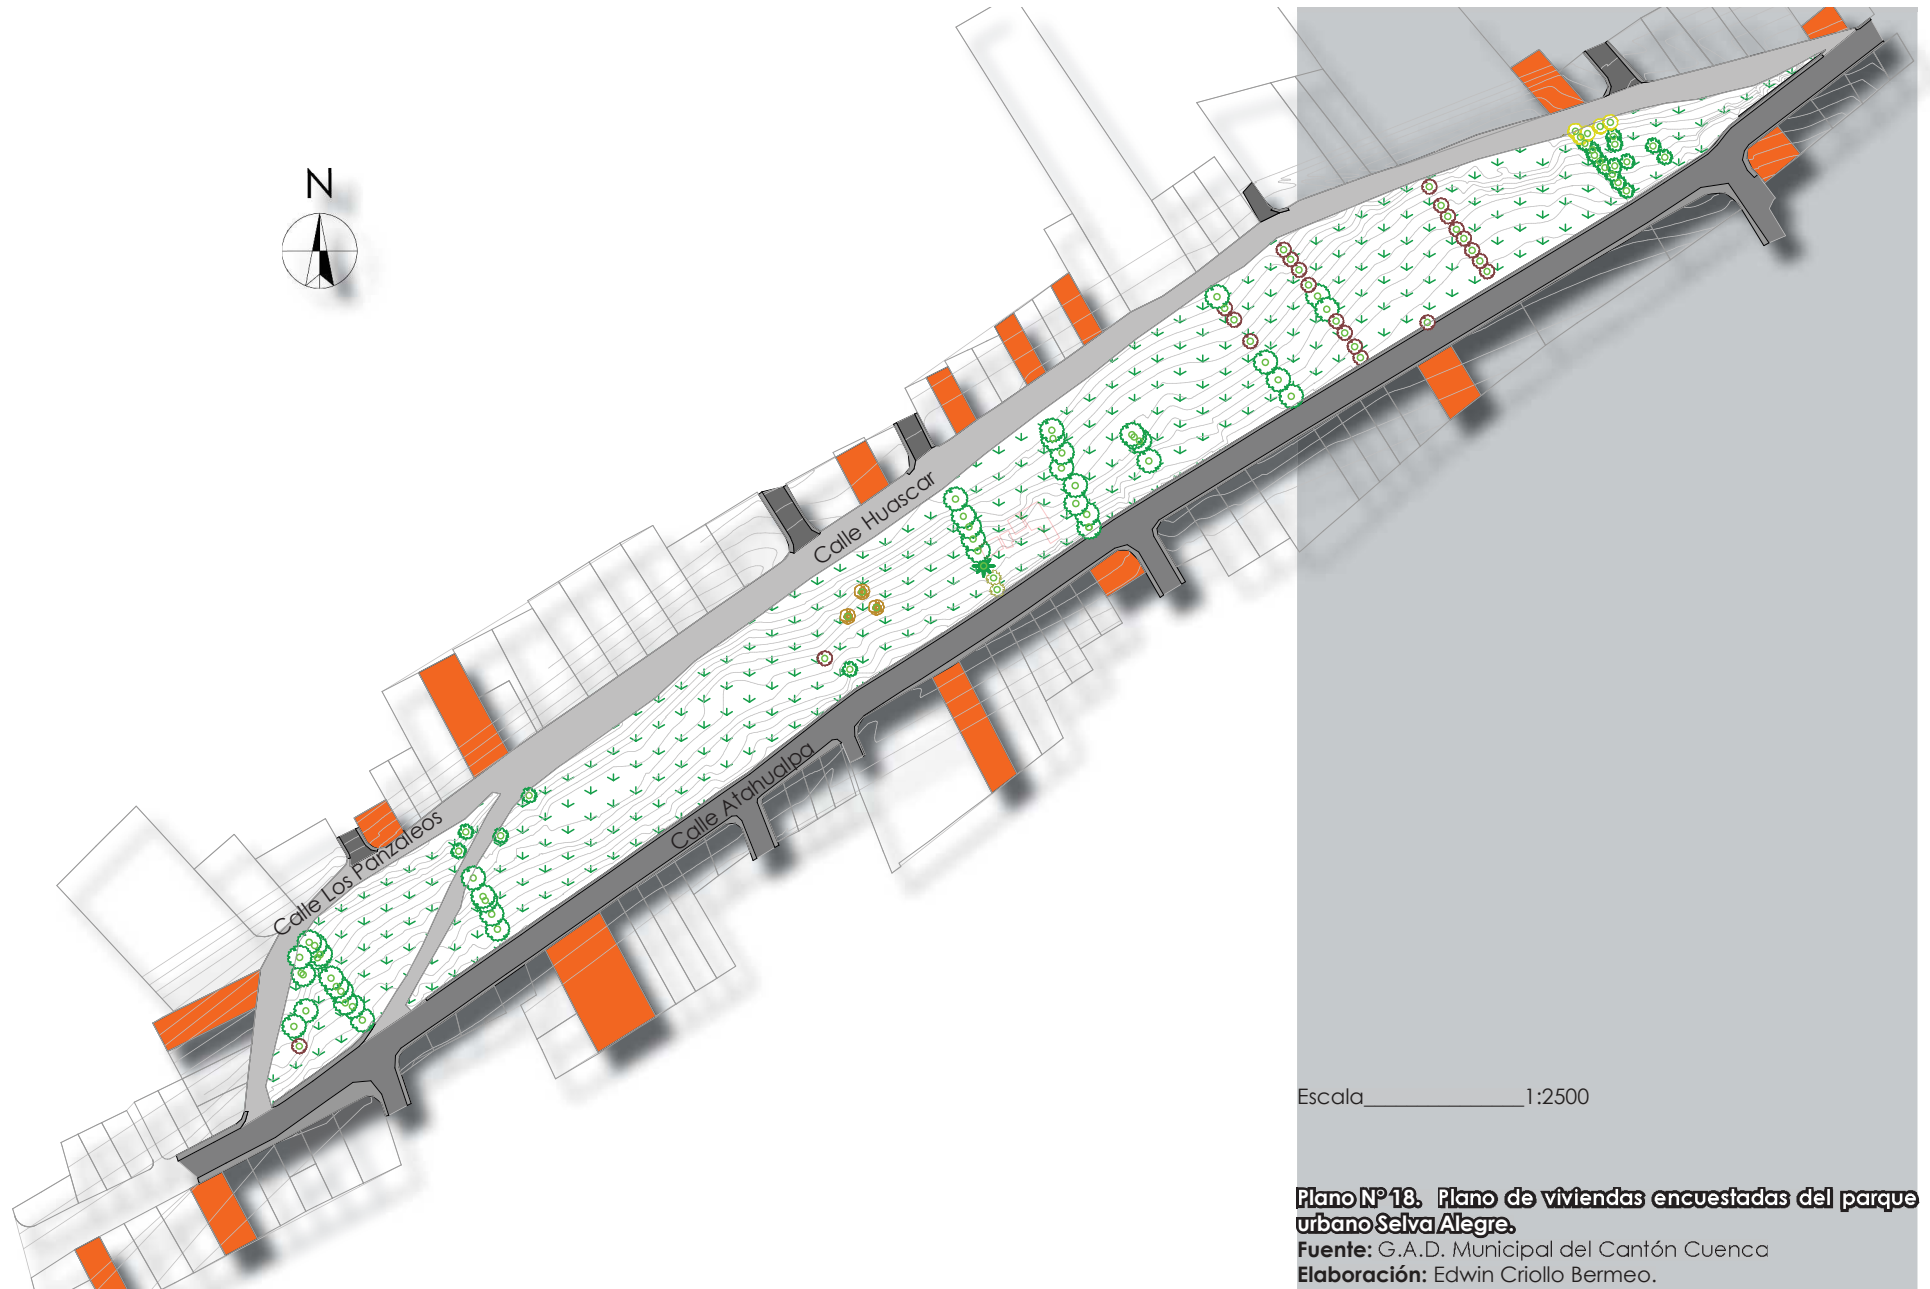 N
Calle Huascar
Calle Atahualpa
Calle Los Panzaleos
Escala_______________1:2500
Plano N° 18. Plano de viviendas encuestadas del parque
urbano Selva Alegre.
Fuente: G.A.D. Municipal del Cantón Cuenca
Elaboración: Edwin Criollo Bermeo.